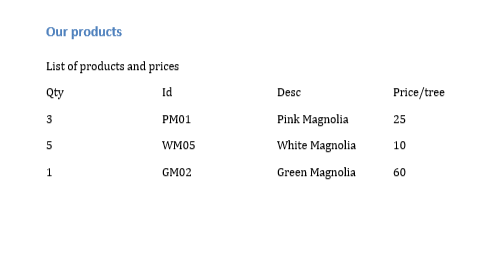 Our products
List of products and prices
Qty Id Desc Price/tree
3 PM01 Pink Magnolia 25
5 WM05 White Magnolia 10
1 GM02 Green Magnolia 60